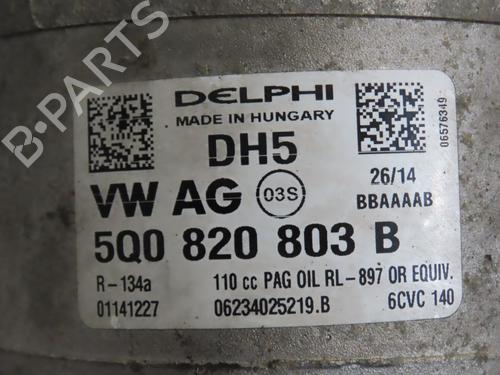 DELPHI
MADE IN HUNGARY
DH5
VW AG 03S
26/14
BBAAAAB
06576349
5Q0 820 803 B
R-134a 110 cc PAG OIL RL-897 OR EQUIV.
01141227 06234025219.B 6CVC 140